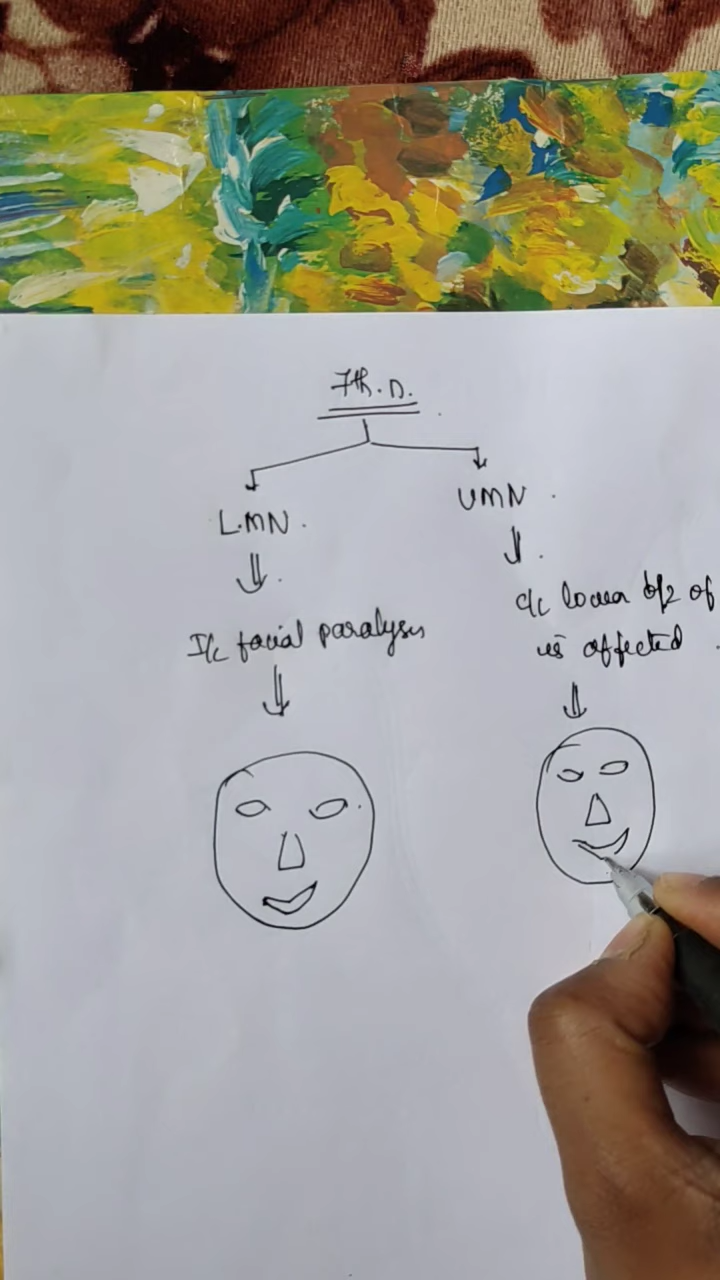 7th. n.
L.MN.
UMN.
I/c facial paralysis
c/c lower 1/2 of
is affected